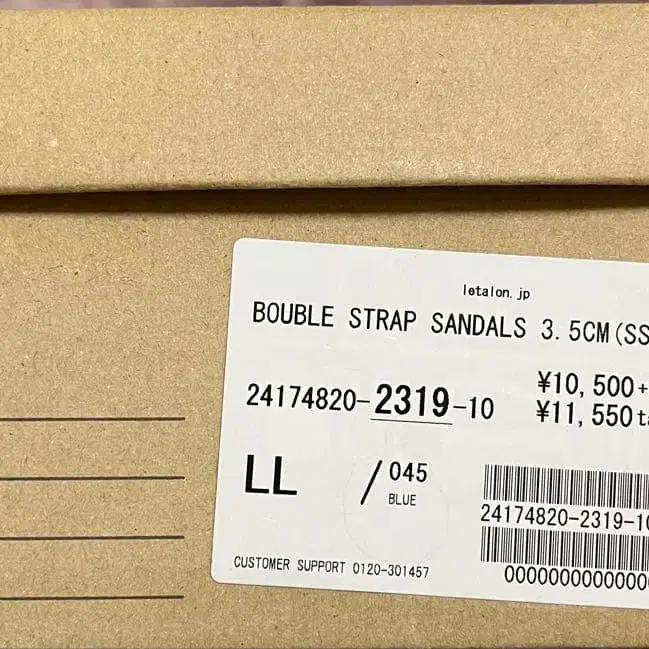 letalon.jp
BOUBLE STRAP SANDALS 3.5CM(SS
24174820-2319-10 ¥10,500+
¥11,550 t
LL / 045
BLUE
24174820-2319-10
CUSTOMER SUPPORT 0120-301457
0000000000000